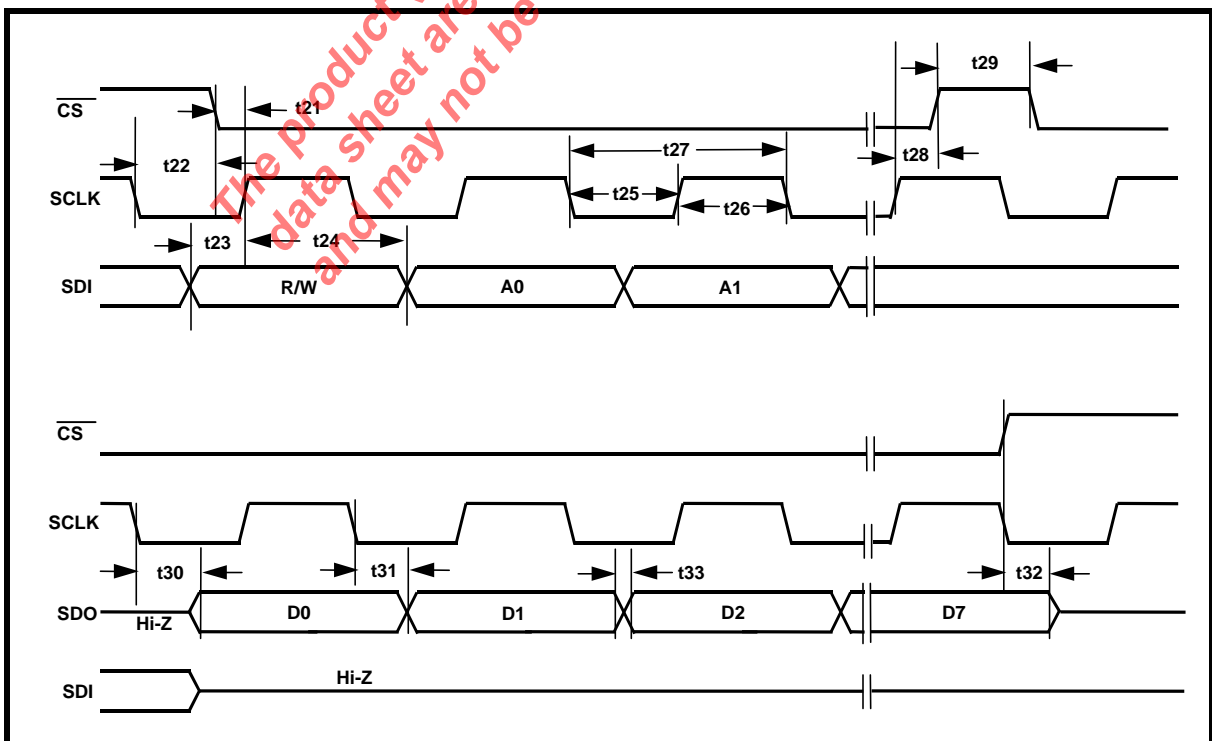 The product
data sheet are
and may not be
t29
CS
t21
t28
t27
t22
SCLK
t25
t26
t23
t24
SDI
R/W
A0
A1
CS
SCLK
t30
t31
t33
t32
SDO
Hi-Z
D0
D1
D2
D7
SDI
Hi-Z